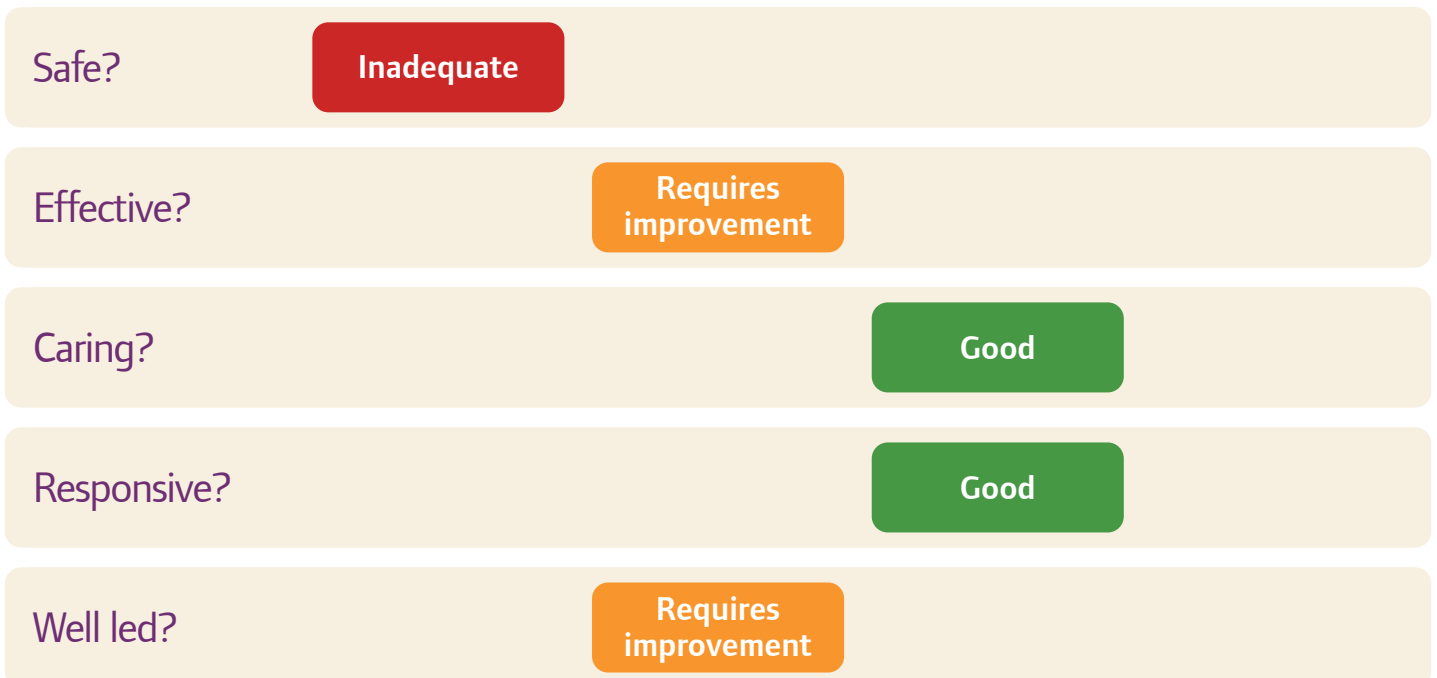 Safe?
Inadequate
Effective?
Requires
improvement
Caring?
Good
Responsive?
Good
Well led?
Requires
improvement